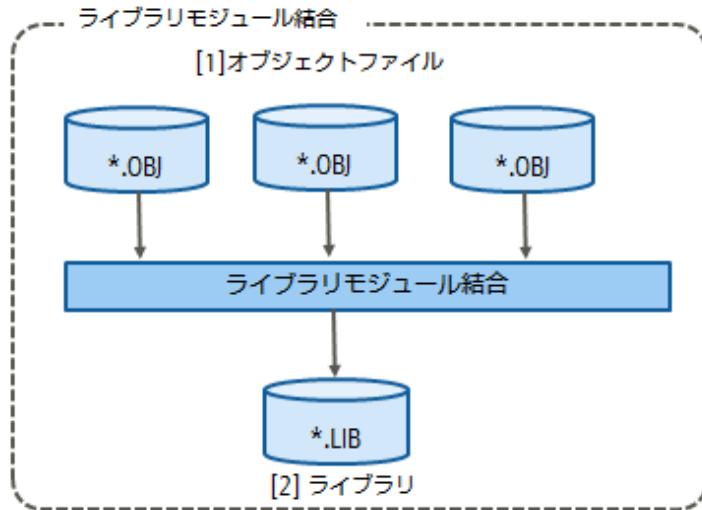 ライブラリモジュール結合
[1]オブジェクトファイル
*.OBJ *.OBJ *.OBJ
ライブラリモジュール結合
*.LIB
[2] ライブラリ